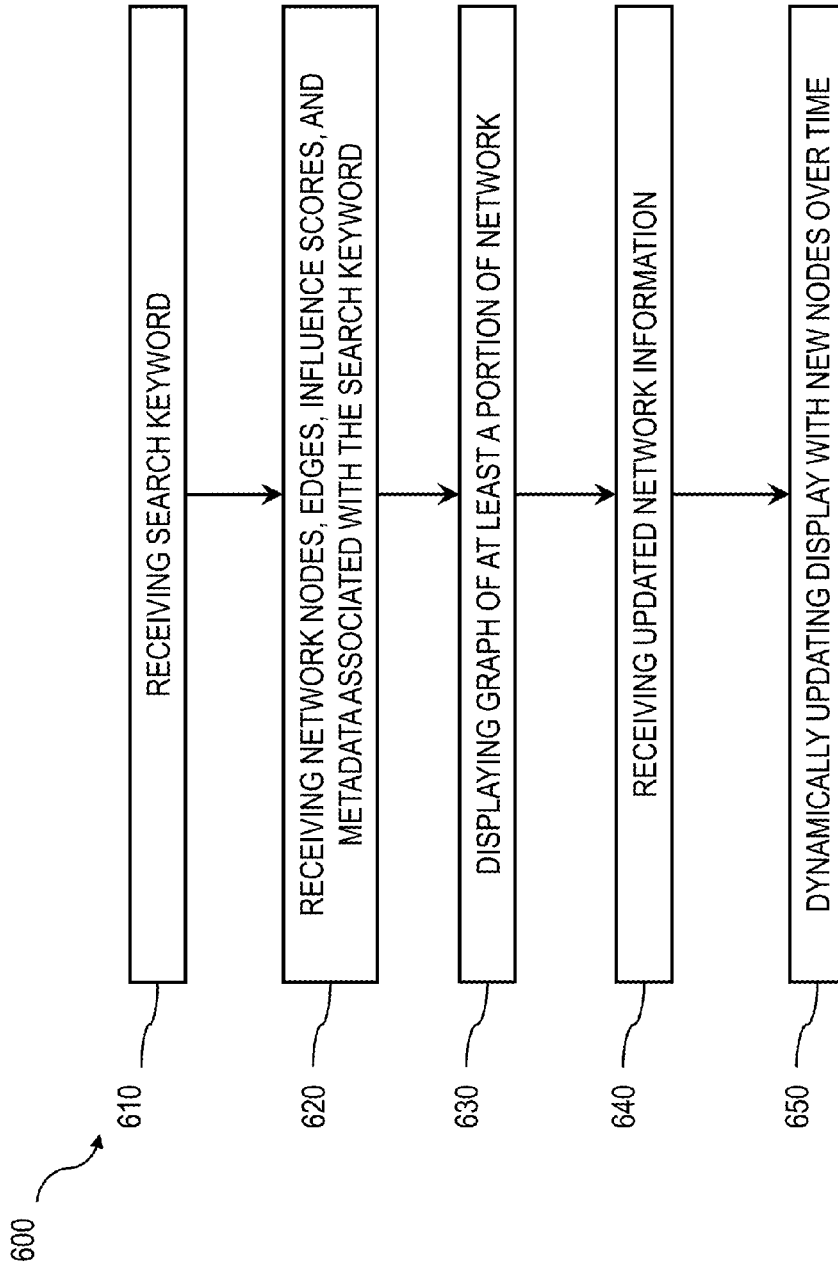 600
610
RECEIVING SEARCH KEYWORD
620
RECEIVING NETWORK NODES, EDGES, INFLUENCE SCORES, AND
METADATA ASSOCIATED WITH THE SEARCH KEYWORD
630
DISPLAYING GRAPH OF AT LEAST A PORTION OF NETWORK
640
RECEIVING UPDATED NETWORK INFORMATION
650
DYNAMICALLY UPDATING DISPLAY WITH NEW NODES OVER TIME